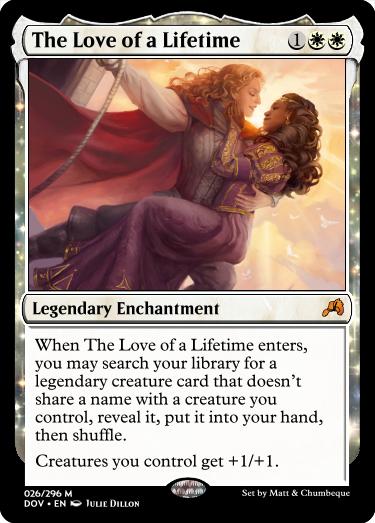 The Love of a Lifetime 1
Legendary Enchantment
When The Love of a Lifetime enters,
you may search your library for a
legendary creature card that doesn't
share a name with a creature you
control, reveal it, put it into your hand,
then shuffle.
Creatures you control get +1/+1.
026/296 M
DOV • EN JULIE DILLON
Set by Matt & Chumbeque